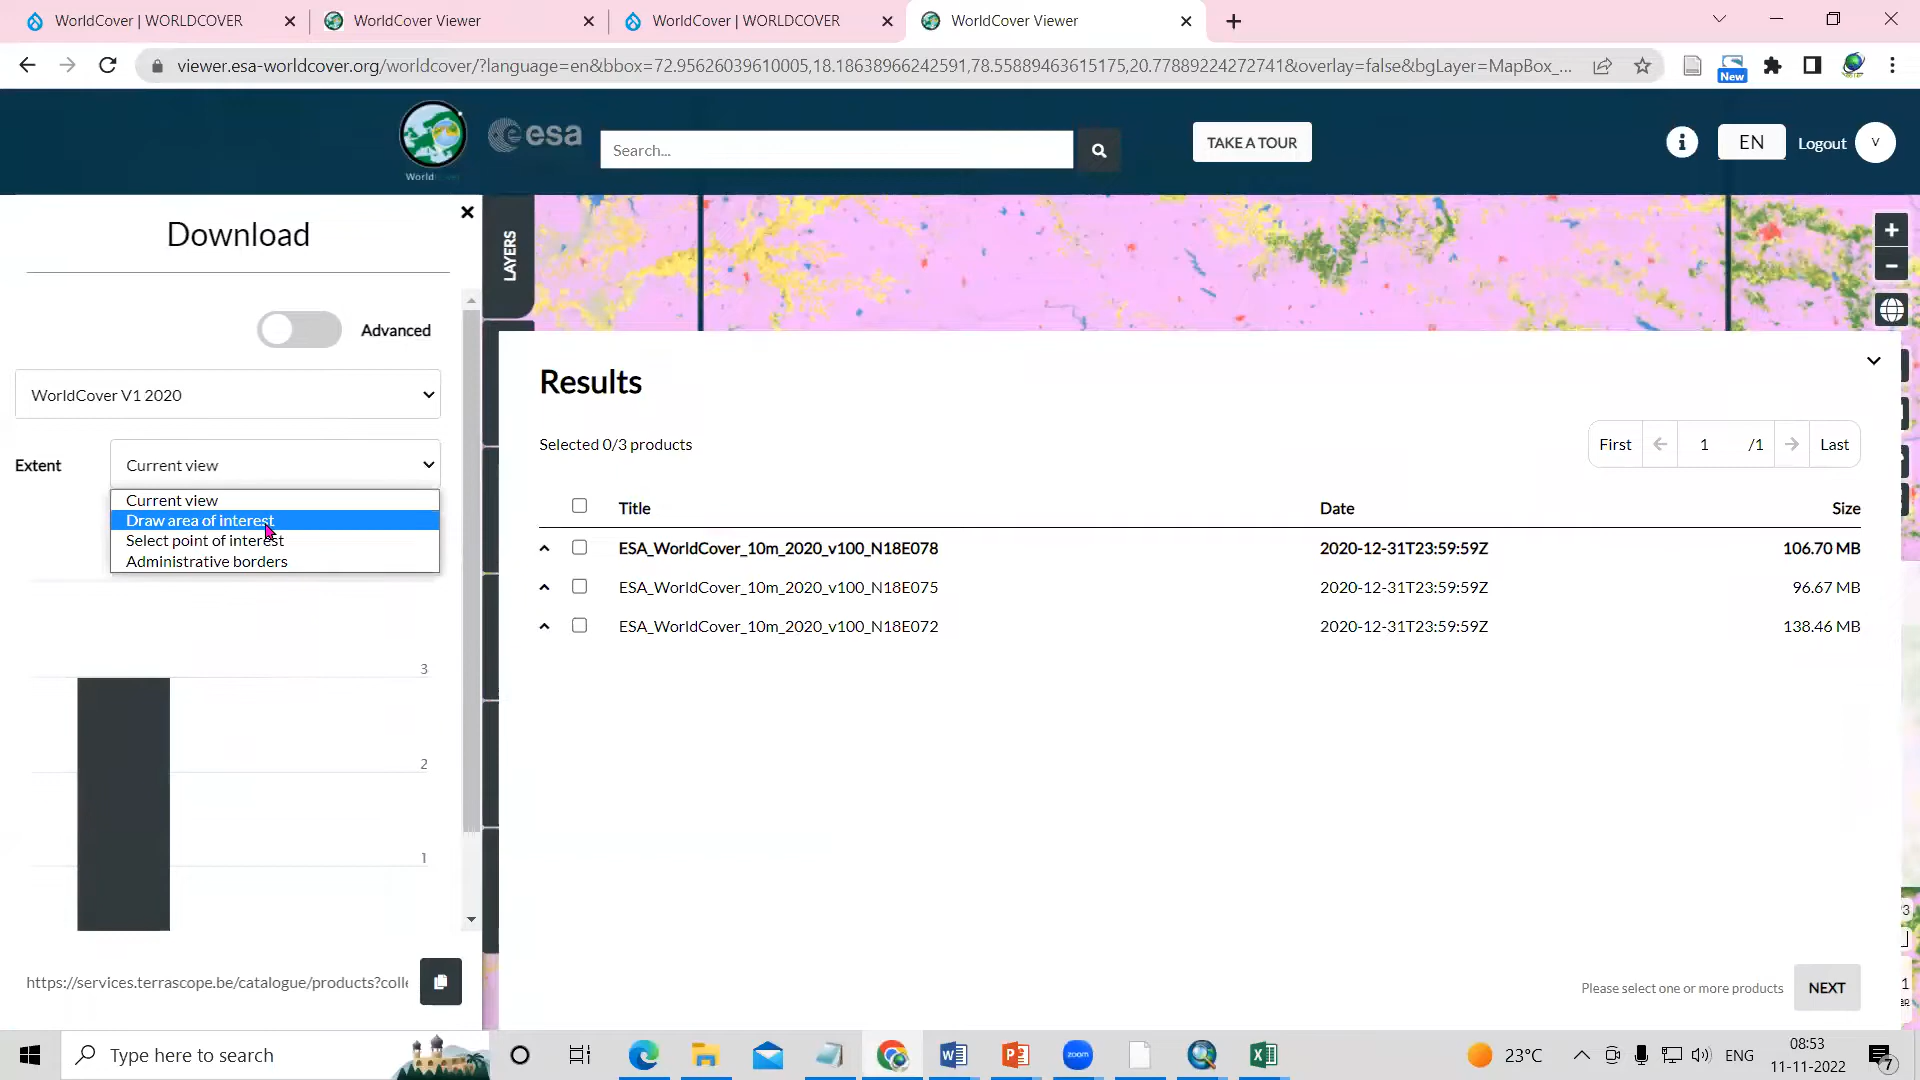 WorldCover | WORLDCOVER
WorldCover Viewer
WorldCover | WORLDCOVER
WorldCover Viewer
viewer.esa-worldcover.org/worldcover/?language=en&bbox=72.95626039610005,18.18638966242591,78.55889463615175,20.77889224272741&overlay=false&bgLayer=MapBox_...
New
World
esa
Search...
TAKE A TOUR
EN
Logout
V
Download
LAYERS
Advanced
WorldCover V1 2020
Extent
Current view
Current view
Draw area of interest
Select point of interest
Administrative borders
3
2
1
https://services.terrascope.be/catalogue/products?colle
Results
Selected 0/3 products
First
1
/1
Last
Title Date Size
ESA_WorldCover_10m_2020_v100_N18E078 2020-12-31T23:59:59Z 106.70 MB
ESA_WorldCover_10m_2020_v100_N18E075 2020-12-31T23:59:59Z 96.67 MB
ESA_WorldCover_10m_2020_v100_N18E072 2020-12-31T23:59:59Z 138.46 MB
Please select one or more products
NEXT
Type here to search
zoom
23°C
ENG
08:53
11-11-2022
7